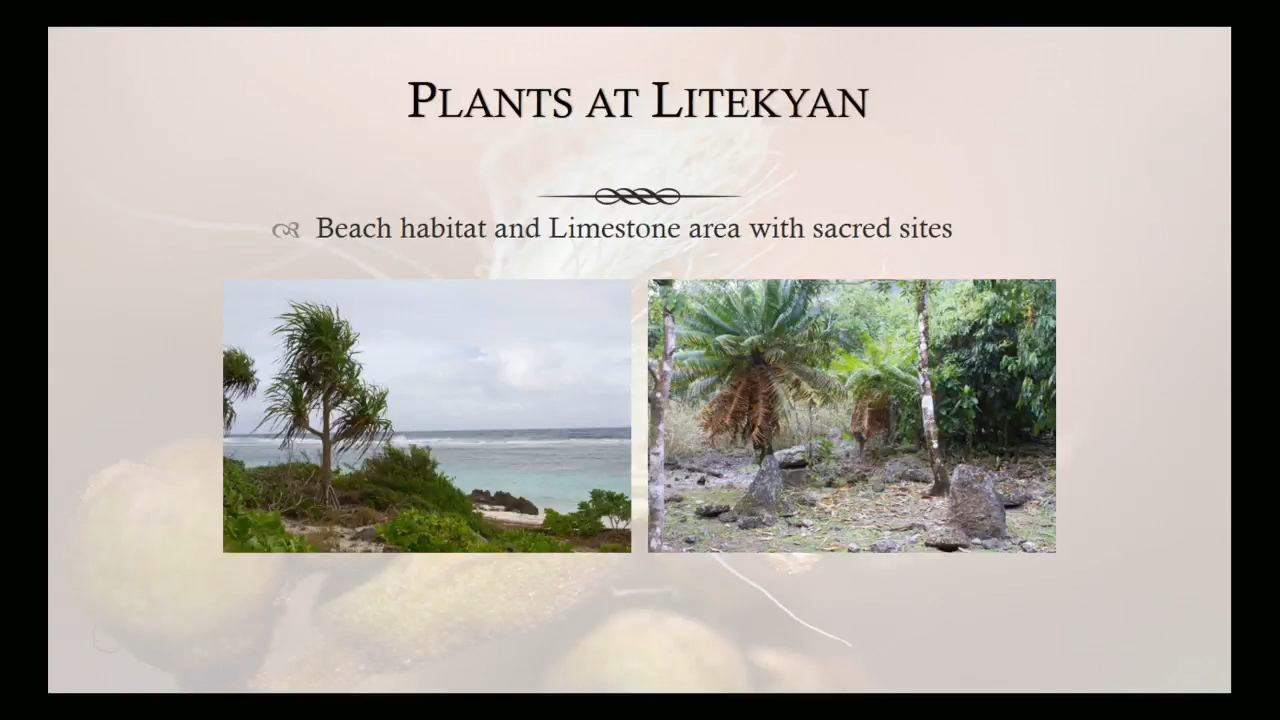 Plants at Litekyan
Beach habitat and Limestone area with sacred sites